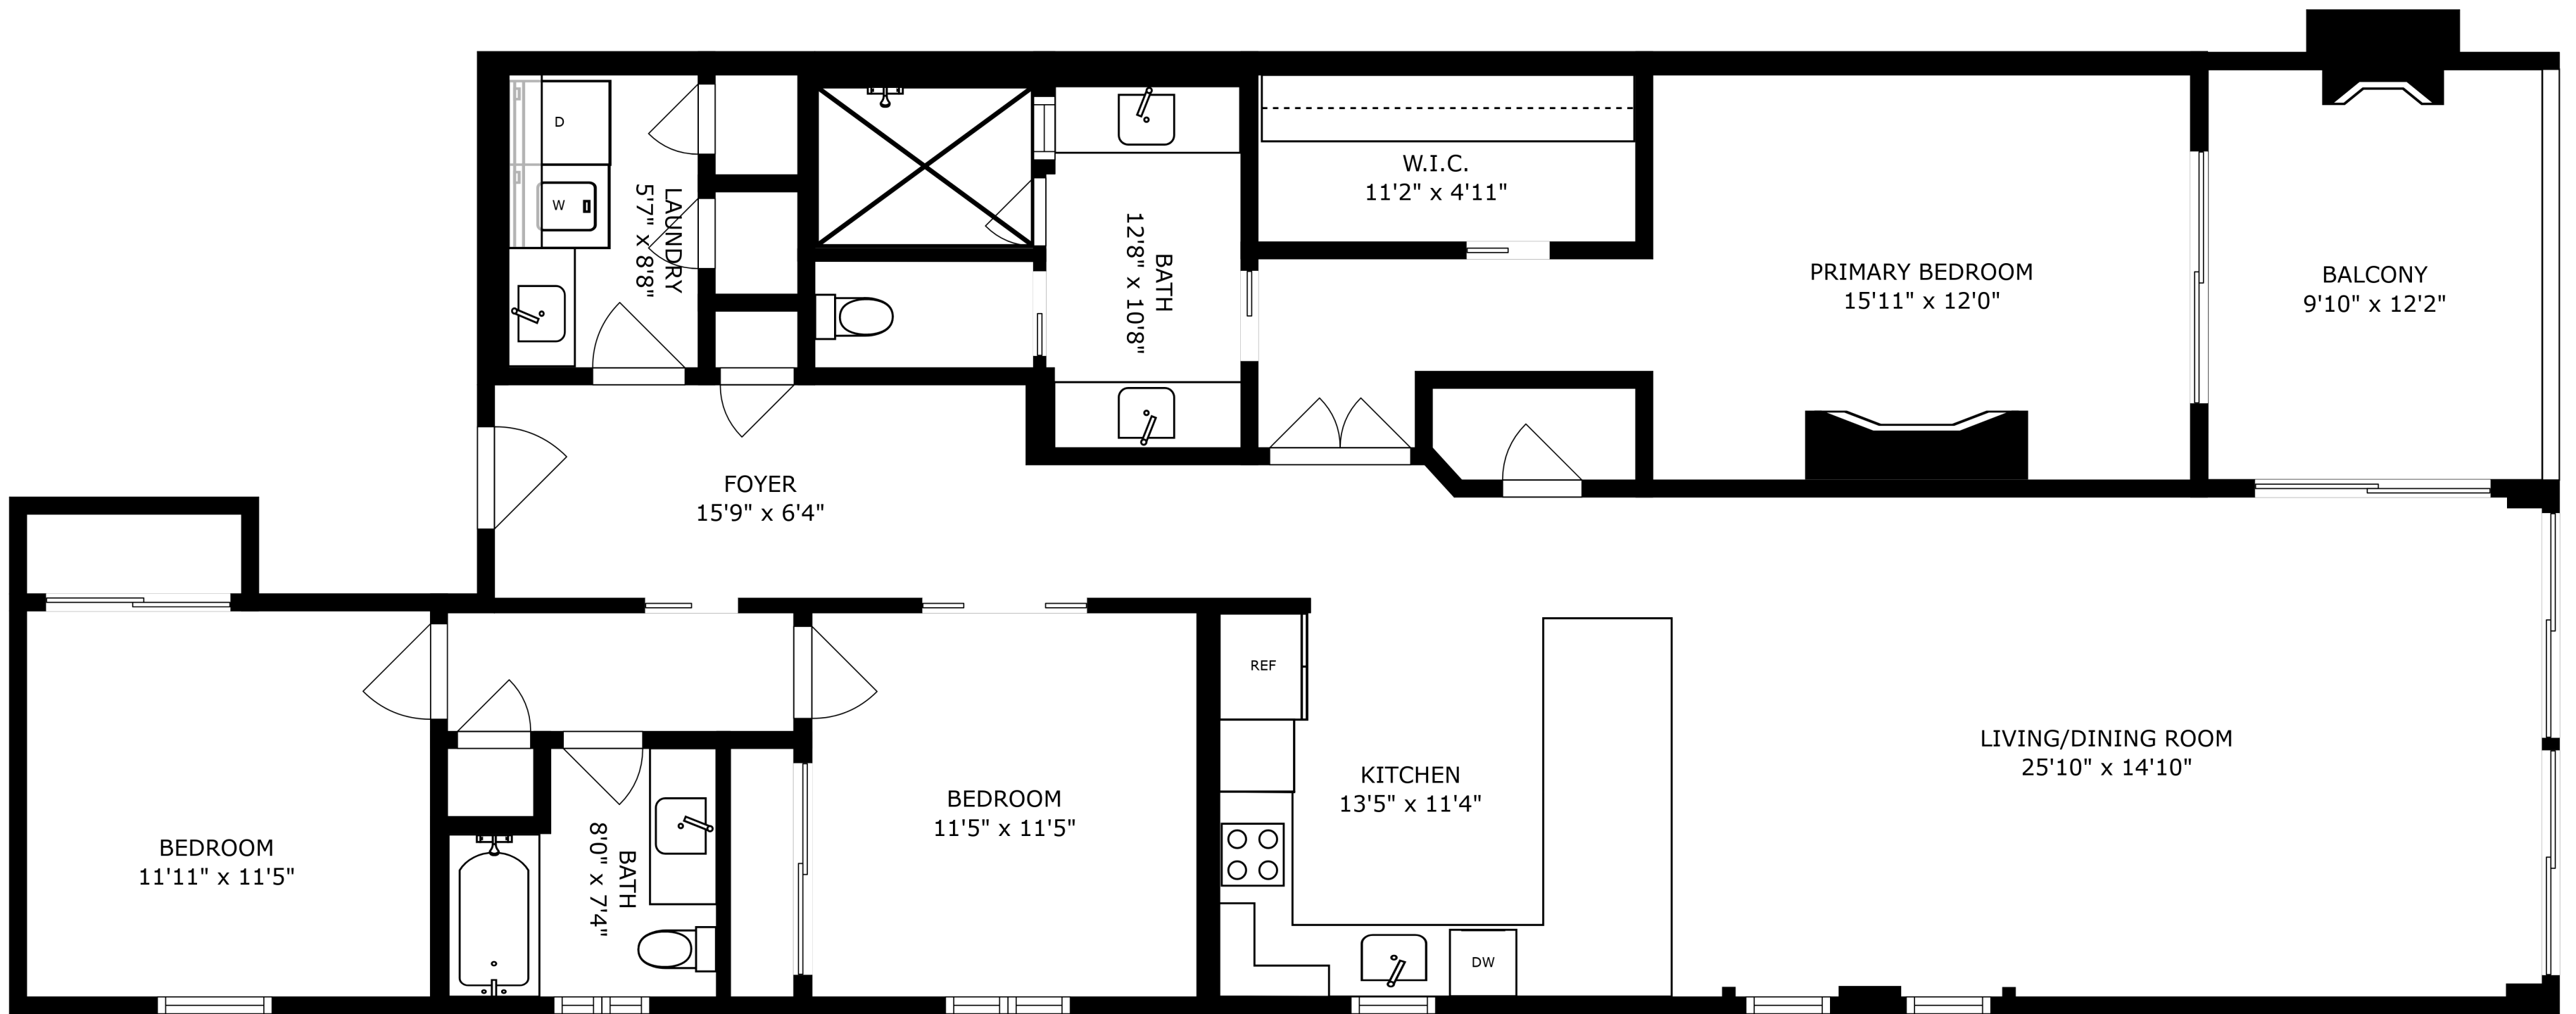 D
W
LAUNDRY
5'7" x 8'8"
BATH
12'8" x 10'8"
W.I.C.
11'2" x 4'11"
PRIMARY BEDROOM
15'11" x 12'0"
BALCONY
9'10" x 12'2"
FOYER
15'9" x 6'4"
BEDROOM
11'11" x 11'5"
BATH
8'0" x 7'4"
BEDROOM
11'5" x 11'5"
REF
KITCHEN
13'5" x 11'4"
DW
LIVING/DINING ROOM
25'10" x 14'10"